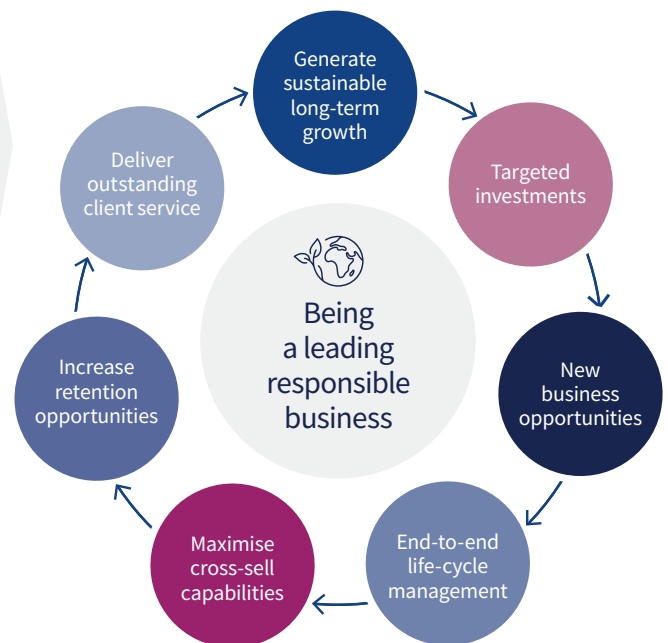 Generate
sustainable
long-term
growth
Targeted
investments
New
business
opportunities
End-to-end
life-cycle
management
Maximise
cross-sell
capabilities
Increase
retention
opportunities
Deliver
outstanding
client service
Being
a leading
responsible
business